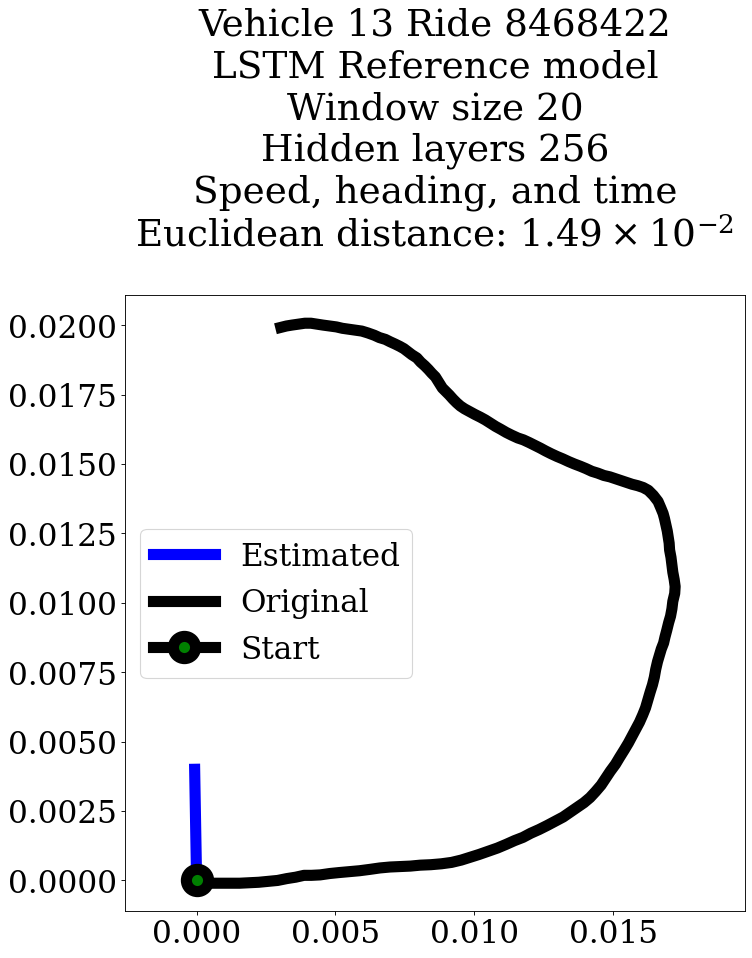 Vehicle 13 Ride 8468422
LSTM Reference model
Window size 20
Hidden layers 256
Speed, heading, and time
Euclidean distance: 1.49 × 10⁻²
0.0200
0.0175
0.0150
0.0125
0.0100
0.0075
0.0050
0.0025
0.0000
Estimated
Original
Start
0.000 0.005 0.010 0.015